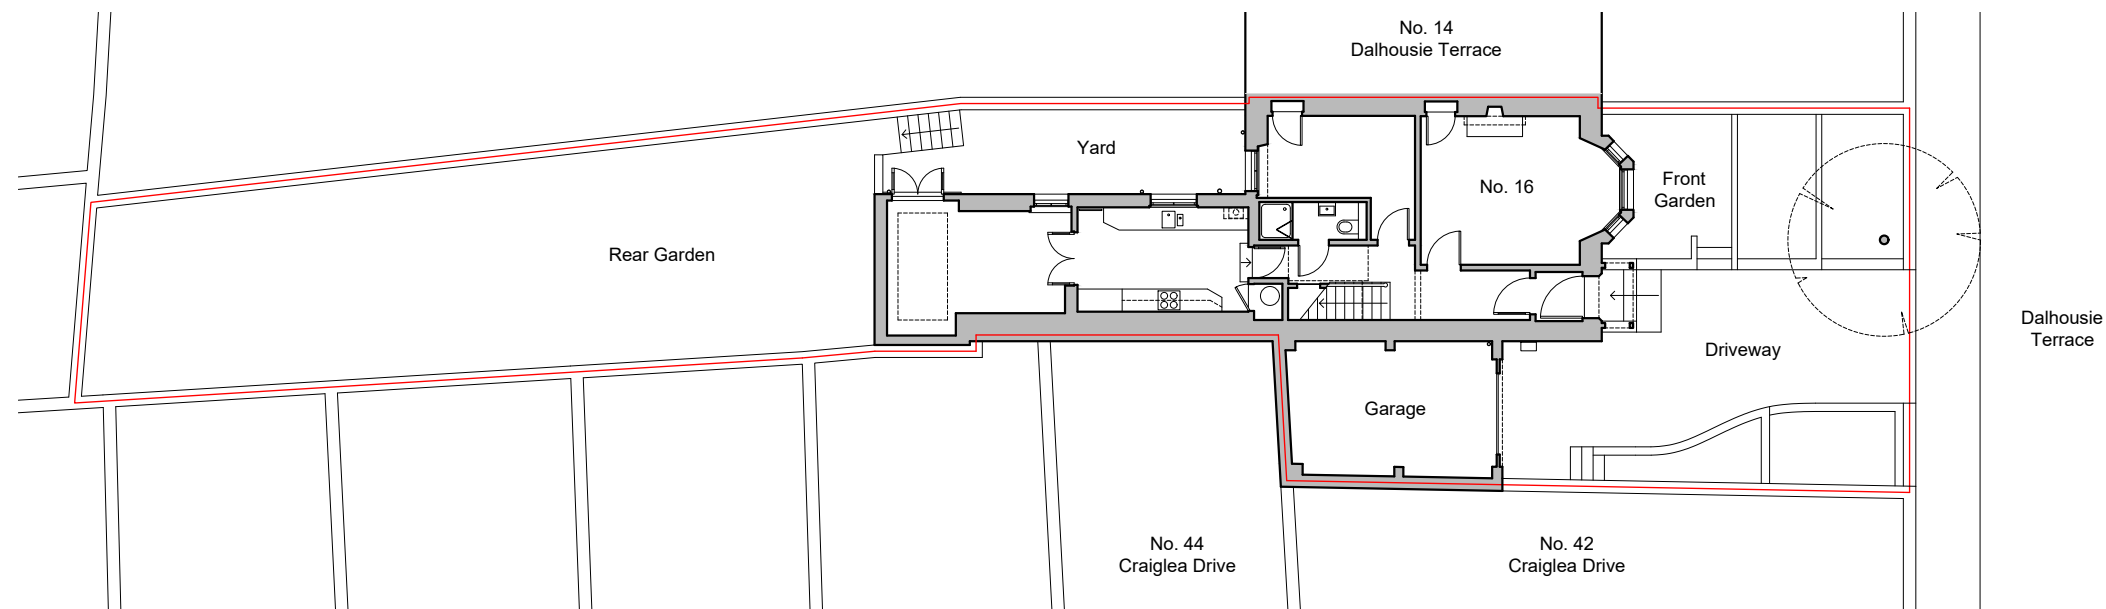 No. 14
Dalhousie Terrace
Yard
No. 16
Front
Garden
Rear Garden
Dalhousie
Terrace
Driveway
Garage
No. 44
Craiglea Drive
No. 42
Craiglea Drive